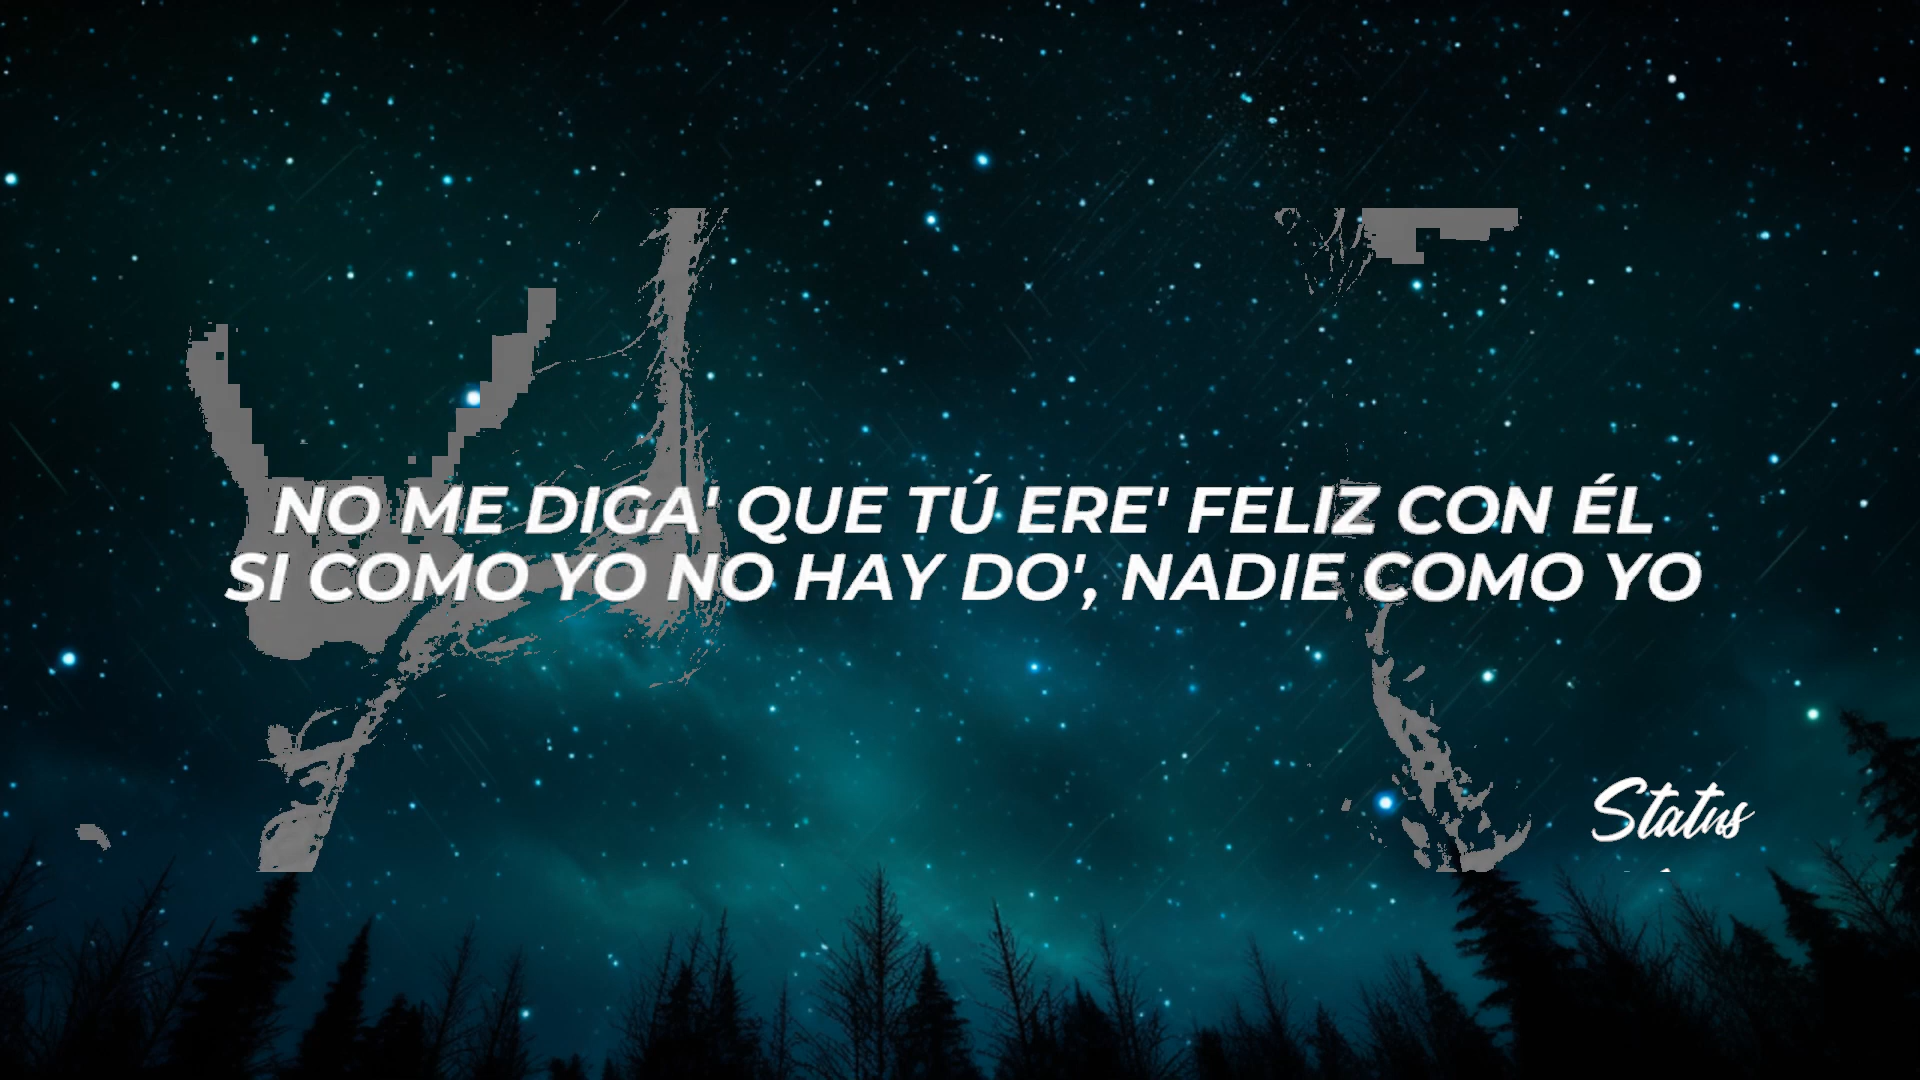 NO ME DIGA' QUE TÚ ERE' FELIZ CON ÉL
SI COMO YO NO HAY DO', NADIE COMO YO
Status